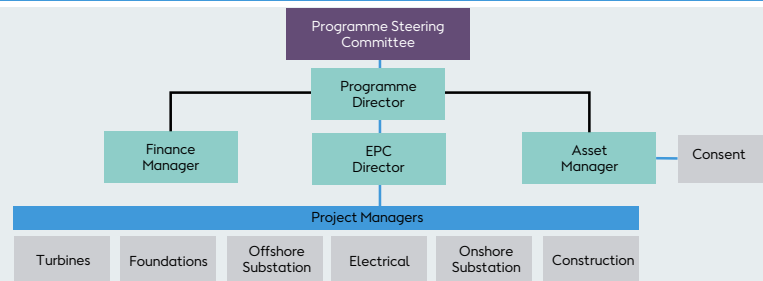 Programme Steering
Committee
Programme
Director
Finance
Manager
EPC
Director
Asset
Manager
Consent
Project Managers
Turbines
Foundations
Offshore
Substation
Electrical
Onshore
Substation
Construction